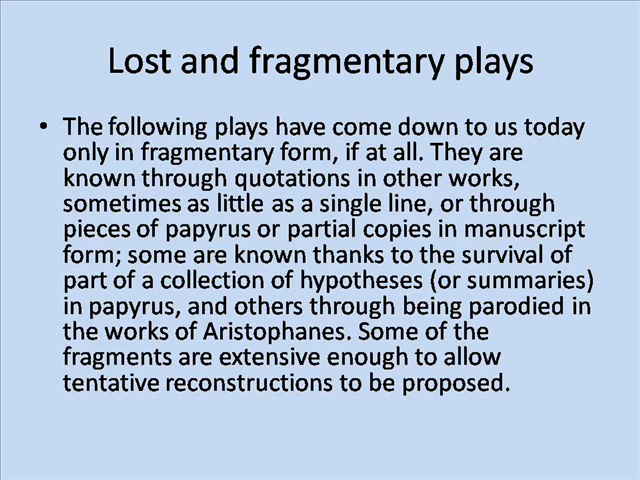 Lost and fragmentary plays
• The following plays have come down to us today
only in fragmentary form, if at all. They are
known through quotations in other works,
sometimes as little as a single line, or through
pieces of papyrus or partial copies in manuscript
form; some are known thanks to the survival of
part of a collection of hypotheses (or summaries)
in papyrus, and others through being parodied in
the works of Aristophanes. Some of the
fragments are extensive enough to allow
tentative reconstructions to be proposed.